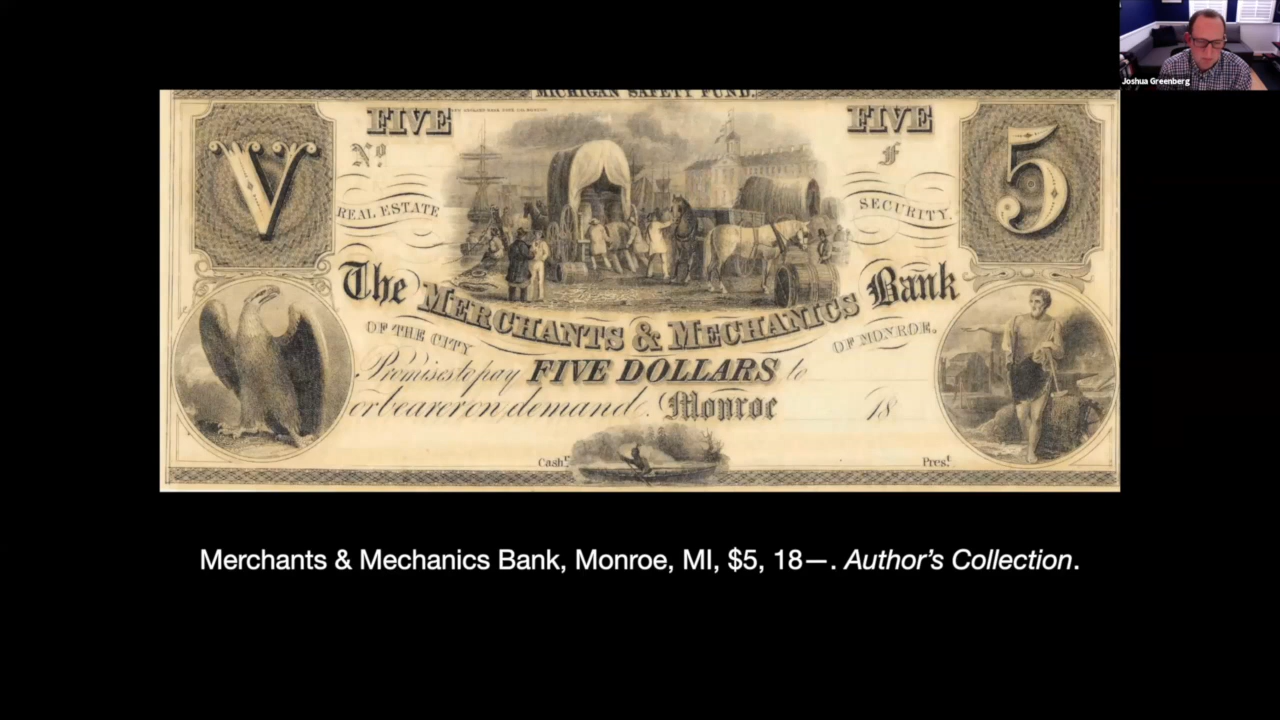 Joshua Greenberg
MICHIGAN SAFETY FUND.
FIVE
FIVE
V
5
No
REAL ESTATE
SECURITY.
The MERCHANTS & MECHANICS Bank
OF THE CITY
OF MONROE.
Promises to pay FIVE DOLLARS to
or bearer on demand. Monroe 18
Cashr.
Prest.
Merchants & Mechanics Bank, Monroe, MI, $5, 18—. Author's Collection.